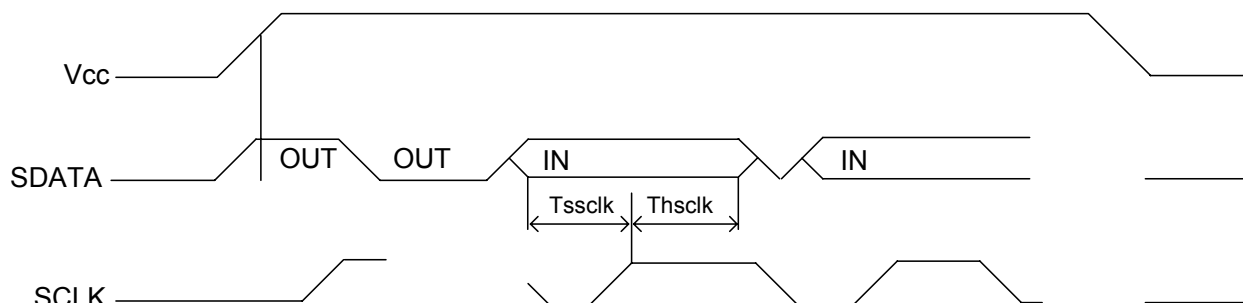 Vcc
SDATA
OUT
OUT
IN
IN
Tssclk
Thsclk
SCLK